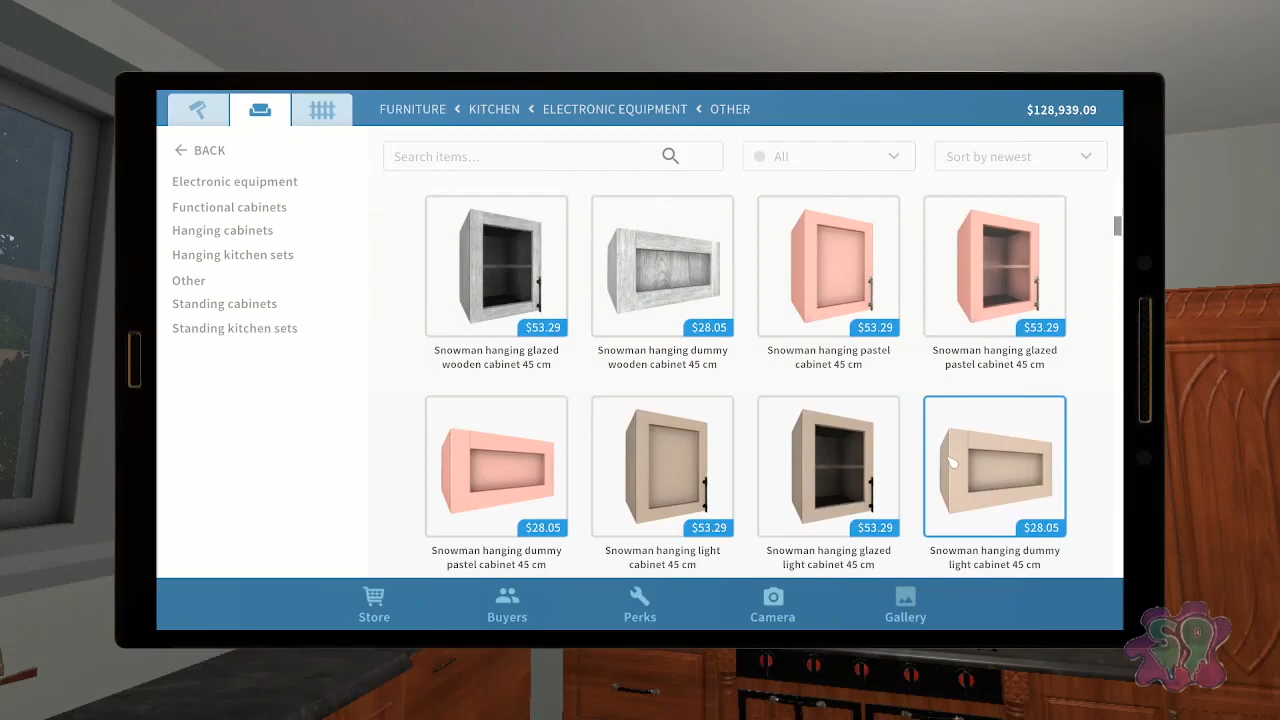 FURNITURE < KITCHEN < ELECTRONIC EQUIPMENT < OTHER
$128,939.09
BACK
Electronic equipment
Functional cabinets
Hanging cabinets
Hanging kitchen sets
Other
Standing cabinets
Standing kitchen sets
Search items...
All
Sort by newest
$53.29
Snowman hanging glazed
wooden cabinet 45 cm
$28.05
Snowman hanging dummy
wooden cabinet 45 cm
$53.29
Snowman hanging pastel
cabinet 45 cm
$53.29
Snowman hanging glazed
pastel cabinet 45 cm
$28.05
Snowman hanging dummy
pastel cabinet 45 cm
$53.29
Snowman hanging light
cabinet 45 cm
$53.29
Snowman hanging glazed
light cabinet 45 cm
$28.05
Snowman hanging dummy
light cabinet 45 cm
Store
Buyers
Perks
Camera
Gallery